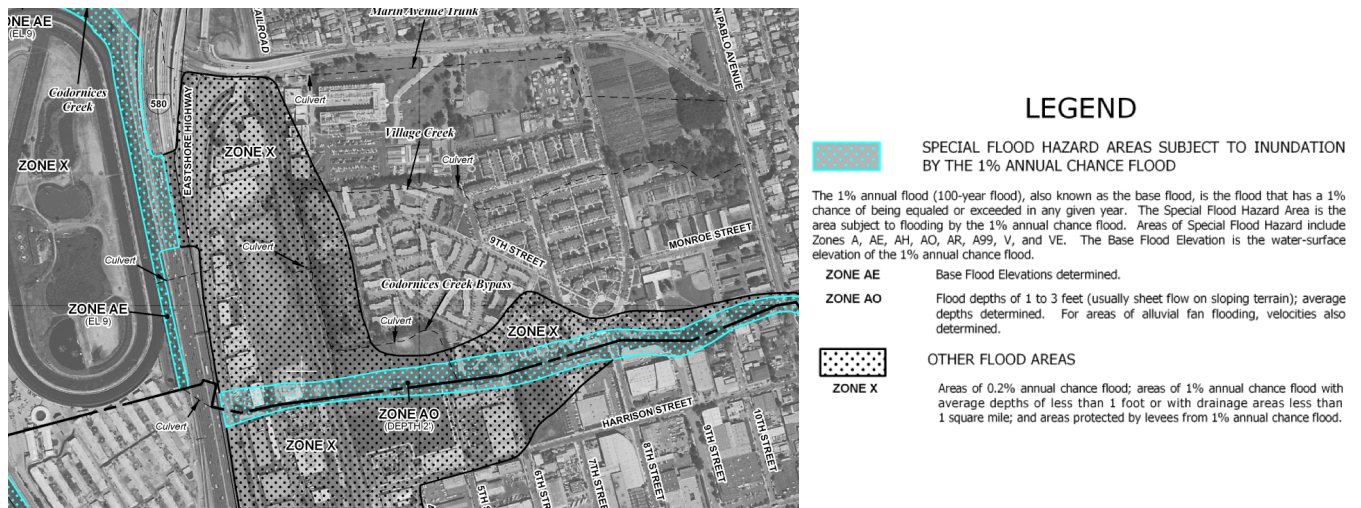 Marin Avenue Trunk
ZONE AE
(EL 9)
RAILROAD
N PABLO AVENUE
Codornices
Creek
580
Culvert
EASTSHORE HIGHWAY
Village Creek
Culvert
ZONE X
ZONE X
9TH STREET
MONROE STREET
Culvert
Culvert
Codornices Creek Bypass
ZONE AE
(EL 9)
Culvert
ZONE X
ZONE AO
(DEPTH 2')
Culvert
HARRISON STREET
ZONE X
5TH STREET
6TH STREET
7TH STREET
8TH STREET
9TH STREET
10TH STREET
LEGEND
SPECIAL FLOOD HAZARD AREAS SUBJECT TO INUNDATION
BY THE 1% ANNUAL CHANCE FLOOD
The 1% annual flood (100-year flood), also known as the base flood, is the flood that has a 1%
chance of being equaled or exceeded in any given year. The Special Flood Hazard Area is the
area subject to flooding by the 1% annual chance flood. Areas of Special Flood Hazard include
Zones A, AE, AH, AO, AR, A99, V, and VE. The Base Flood Elevation is the water-surface
elevation of the 1% annual chance flood.
ZONE AE Base Flood Elevations determined.
ZONE AO Flood depths of 1 to 3 feet (usually sheet flow on sloping terrain); average
depths determined. For areas of alluvial fan flooding, velocities also
determined.
OTHER FLOOD AREAS
ZONE X Areas of 0.2% annual chance flood; areas of 1% annual chance flood with
average depths of less than 1 foot or with drainage areas less than
1 square mile; and areas protected by levees from 1% annual chance flood.